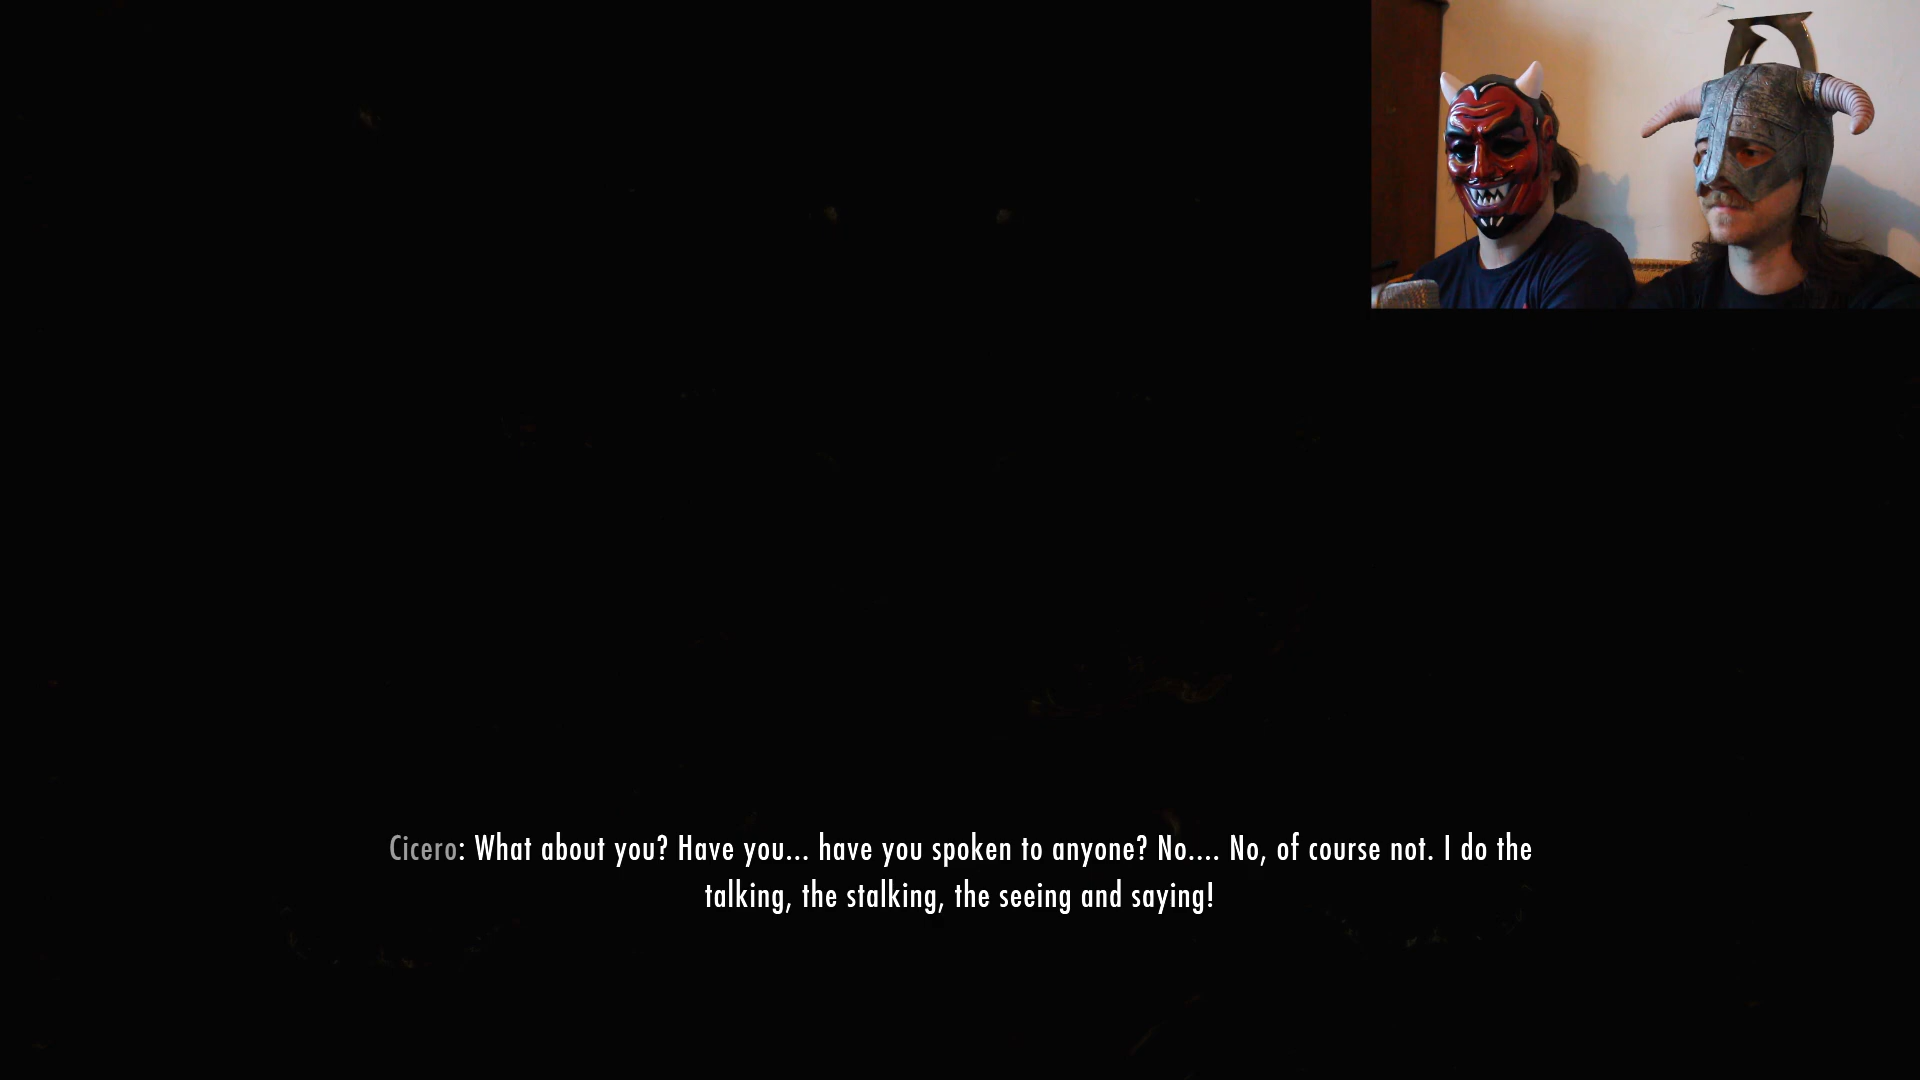 Cicero: What about you? Have you... have you spoken to anyone? No.... No, of course not. I do the
talking, the stalking, the seeing and saying!